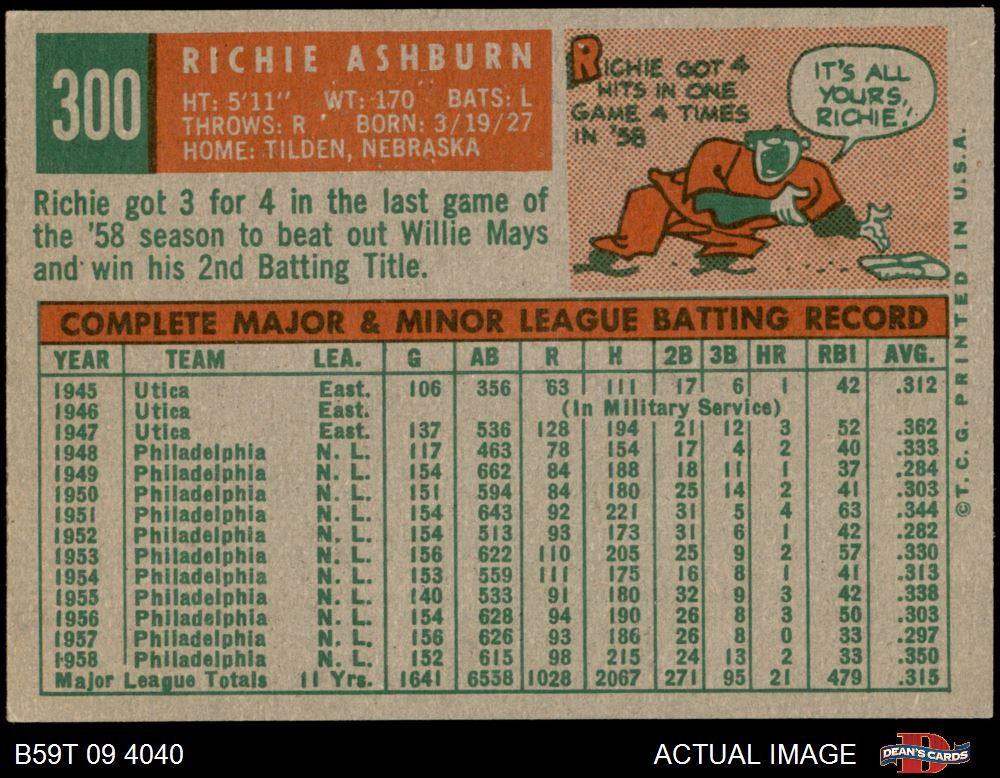 300
RICHIE ASHBURN
HT: 5'11" WT: 170 BATS: L
THROWS: R BORN: 3/19/27
HOME: TILDEN, NEBRASKA
RICHIE GOT 4
HITS IN ONE
GAME 4 TIMES
IN '58
IT'S ALL
YOURS,
RICHIE!
Richie got 3 for 4 in the last game of
the '58 season to beat out Willie Mays
and win his 2nd Batting Title.
COMPLETE MAJOR & MINOR LEAGUE BATTING RECORD
YEAR TEAM LEA. G AB R H 2B 3B HR RBI AVG.
1945 Utica East. 106 356 63 111 17 6 1 42 .312
1946 Utica East. (In Military Service)
1947 Utica East. 137 536 128 194 21 12 3 52 .362
1948 Philadelphia N. L. 117 463 78 154 17 4 2 40 .333
1949 Philadelphia N. L. 154 662 84 188 18 11 1 37 .284
1950 Philadelphia N. L. 151 594 84 180 25 14 2 41 .303
1951 Philadelphia N. L. 154 643 92 221 31 5 4 63 .344
1952 Philadelphia N. L. 154 513 93 173 31 6 1 42 .282
1953 Philadelphia N. L. 156 622 110 205 25 9 2 57 .330
1954 Philadelphia N. L. 153 559 111 175 16 8 1 41 .313
1955 Philadelphia N. L. 140 533 91 180 32 9 3 42 .338
1956 Philadelphia N. L. 154 628 94 190 26 8 3 50 .303
1957 Philadelphia N. L. 156 626 93 186 26 8 0 33 .297
1958 Philadelphia N. L. 152 615 98 215 24 13 2 33 .350
Major League Totals 11 Yrs. 1641 6558 1028 2067 271 95 21 479 .315
©T.C.G. PRINTED IN U.S.A.
B59T 09 4040
ACTUAL IMAGE
D
DEAN'S CARDS